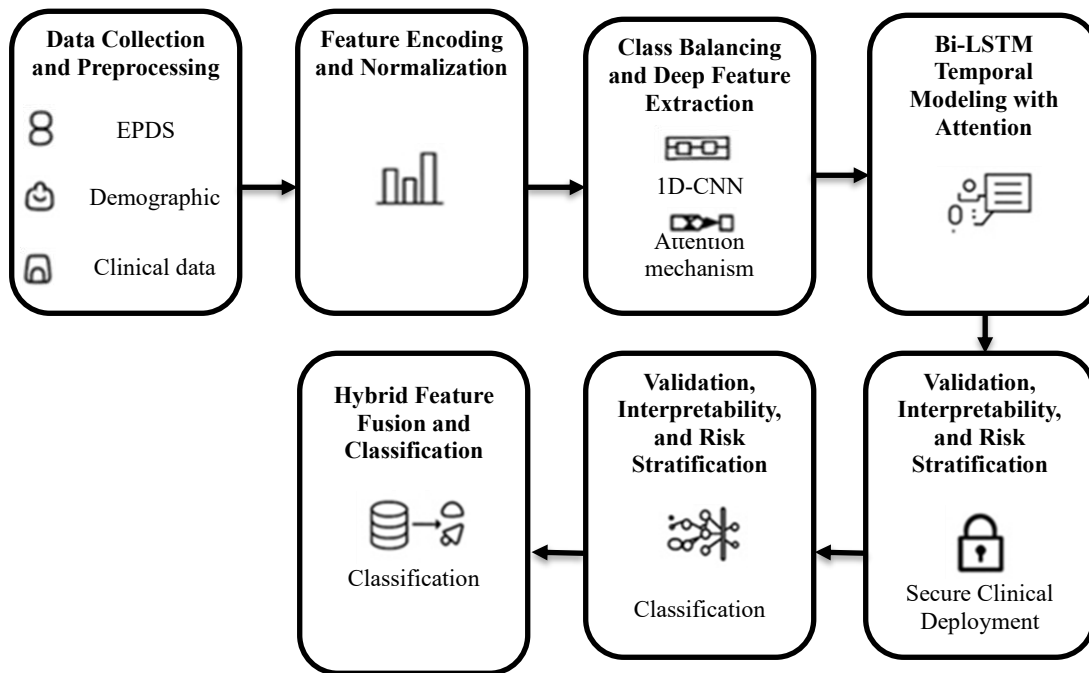 Data Collection
and Preprocessing
EPDS
Demographic
Clinical data
Feature Encoding
and Normalization
Class Balancing
and Deep Feature
Extraction
1D-CNN
Attention
mechanism
Bi-LSTM
Temporal
Modeling with
Attention
Hybrid Feature
Fusion and
Classification
Classification
Validation,
Interpretability,
and Risk
Stratification
Classification
Validation,
Interpretability,
and Risk
Stratification
Secure Clinical
Deployment